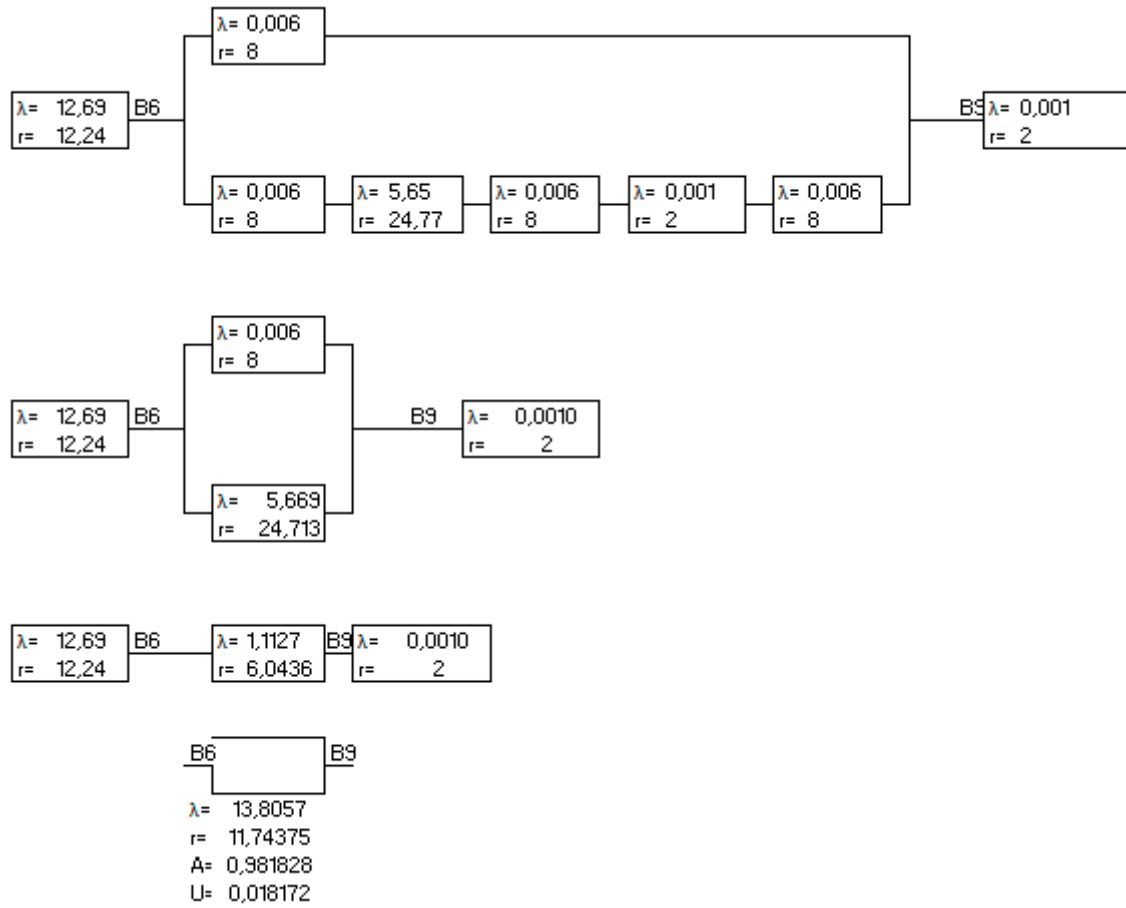 λ= 0,006
r= 8
λ= 12,69
r= 12,24
B6
B9
λ= 0,001
r= 2
λ= 0,006
r= 8
λ= 5,65
r= 24,77
λ= 0,006
r= 8
λ= 0,001
r= 2
λ= 0,006
r= 8
λ= 0,006
r= 8
λ= 12,69
r= 12,24
B6
B9
λ= 0,0010
r= 2
λ= 5,669
r= 24,713
λ= 12,69
r= 12,24
B6
λ= 1,1127
r= 6,0436
B9
λ= 0,0010
r= 2
B6
B9
λ= 13,8057
r= 11,74375
A= 0,981828
U= 0,018172